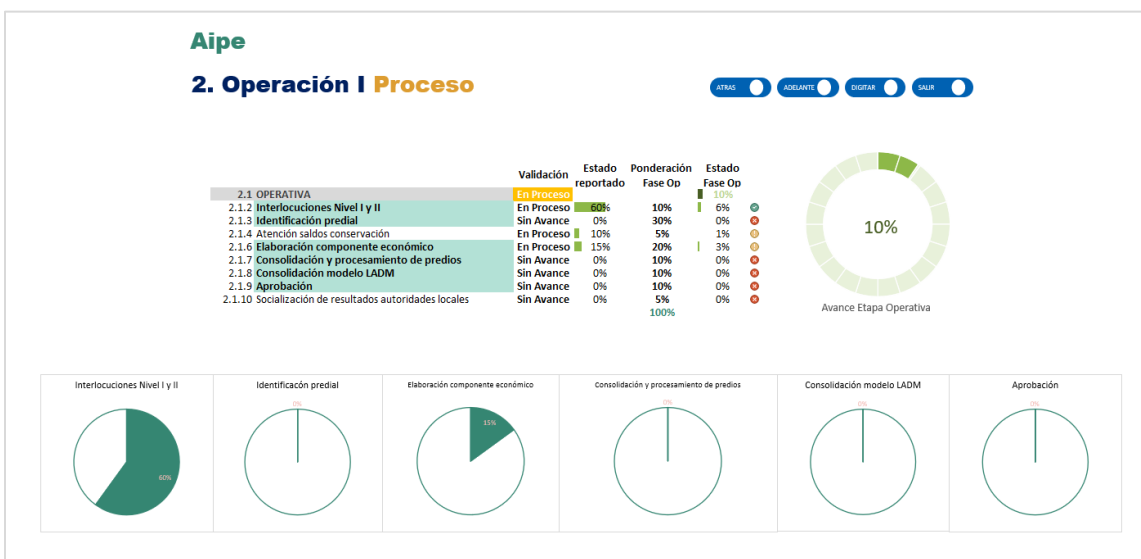 Aipe
2. Operación I Proceso
ATRAS ADELANTE DIGITAR SALIR
Validación Estado reportado Ponderación Fase Op Estado Fase Op
2.1 OPERATIVA En Proceso 10%
2.1.2 Interlocuciones Nivel I y II En Proceso 60% 10% 6%
2.1.3 Identificación predial Sin Avance 0% 30% 0%
2.1.4 Atención saldos conservación En Proceso 10% 5% 1%
2.1.6 Elaboración componente económico En Proceso 15% 20% 3%
2.1.7 Consolidación y procesamiento de predios Sin Avance 0% 10% 0%
2.1.8 Consolidación modelo LADM Sin Avance 0% 10% 0%
2.1.9 Aprobación Sin Avance 0% 10% 0%
2.1.10 Socialización de resultados autoridades locales Sin Avance 0% 5% 0%
100%
10%
Avance Etapa Operativa
Interlocuciones Nivel I y II
60%
Identificacón predial
0%
Elaboración componente económico
15%
Consolidación y procesamiento de predios
0%
Consolidación modelo LADM
0%
Aprobación
0%